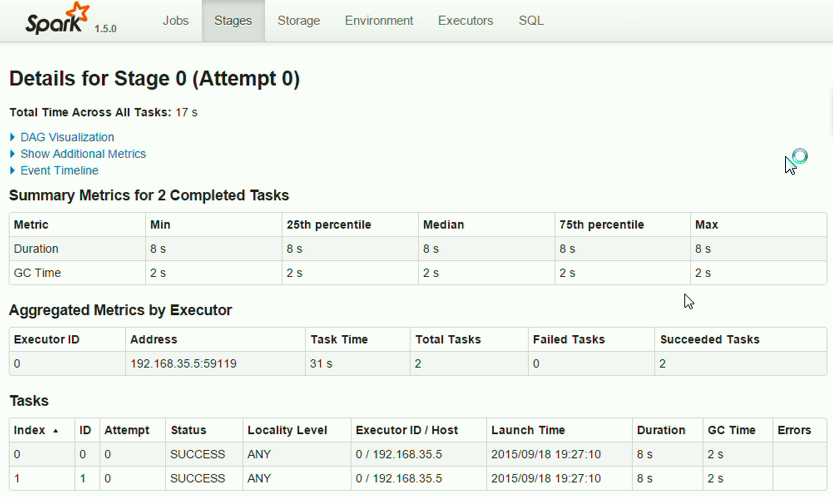 Spark 1.5.0 Jobs Stages Storage Environment Executors SQL
Details for Stage 0 (Attempt 0)
Total Time Across All Tasks: 17 s
DAG Visualization
Show Additional Metrics
Event Timeline
Summary Metrics for 2 Completed Tasks
Metric Min 25th percentile Median 75th percentile Max
Duration 8 s 8 s 8 s 8 s 8 s
GC Time 2 s 2 s 2 s 2 s 2 s
Aggregated Metrics by Executor
Executor ID Address Task Time Total Tasks Failed Tasks Succeeded Tasks
0 192.168.35.5:59119 31 s 2 0 2
Tasks
Index ID Attempt Status Locality Level Executor ID / Host Launch Time Duration GC Time Errors
0 0 0 SUCCESS ANY 0 / 192.168.35.5 2015/09/18 19:27:10 8 s 2 s
1 1 0 SUCCESS ANY 0 / 192.168.35.5 2015/09/18 19:27:10 8 s 2 s